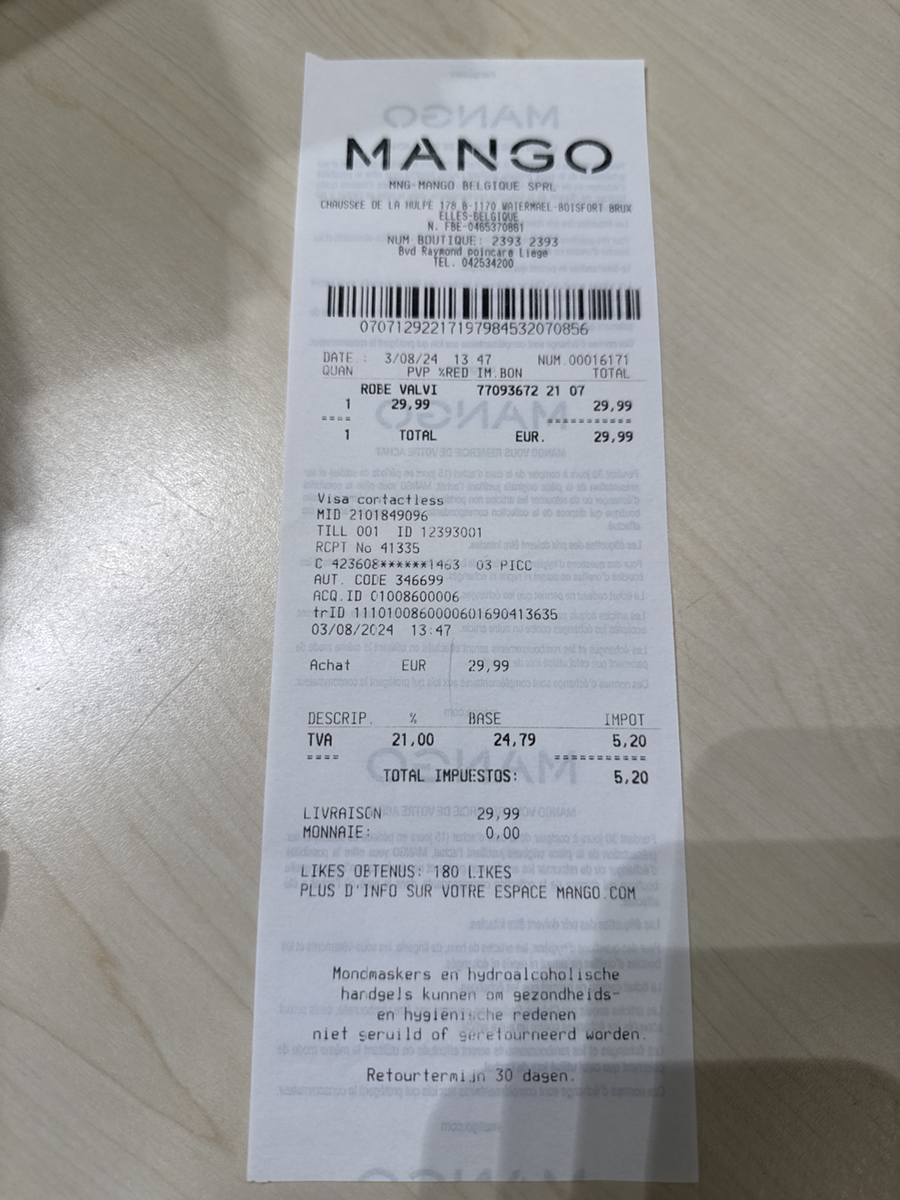 MANGO
MNG-MANGO BELGIQUE SPRL
CHAUSSEE DE LA HULPE 178 B-1170 WATERMAEL-BOISFORT BRUX
ELLES-BELGIQUE
N. FBE-0465370861
NUM BOUTIQUE: 2393 2393
Bvd Raymond poincare Liege
TEL. 042534200
07071292217197984532070856
DATE : 3/08/24 13 47 NUM 00016171
QUAN PVP %RED IM.BON TOTAL
ROBE VALVI 77093672 21 07
1 29,99 29,99
==== ===========
1 TOTAL EUR. 29,99
Visa contactless
MID 2101849096
TILL 001 ID 12393001
RCPT No 41335
C 423608******1463 03 PICC
AUT. CODE 346699
ACQ.ID 01008600006
trID 1110100860000601690413635
03/08/2024 13:47
Achat EUR 29,99
DESCRIP. % BASE IMPOT
TVA 21,00 24,79 5,20
==== ===========
TOTAL IMPUESTOS: 5,20
LIVRAISON 29,99
MONNAIE: 0,00
LIKES OBTENUS: 180 LIKES
PLUS D'INFO SUR VOTRE ESPACE MANGO.COM
Mondmaskers en hydroalcoholische
handgels kunnen om gezondheids-
en hygiënische redenen
niet geruild of geretourneerd worden.
Retourtermijn 30 dagen.